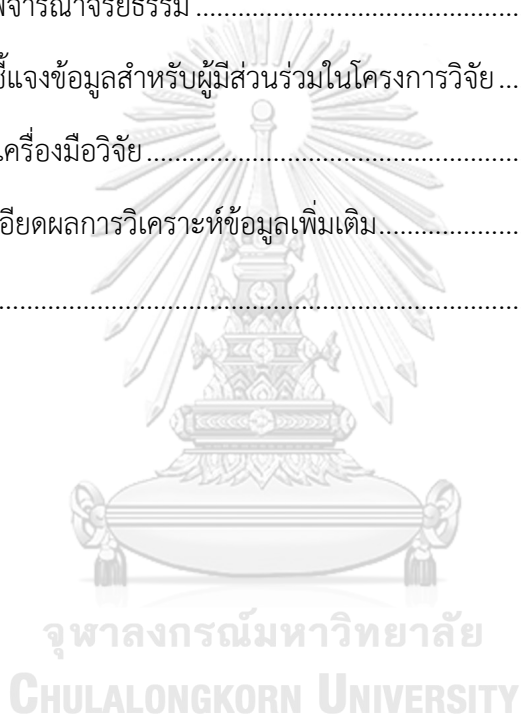 พิจารณาจริยธรรม
ชี้แจงข้อมูลสำหรับผู้มีส่วนร่วมในโครงการวิจัย
เครื่องมือวิจัย
อียดผลการวิเคราะห์ข้อมูลเพิ่มเติม
จุฬาลงกรณ์มหาวิทยาลัย
CHULALONGKORN UNIVERSITY